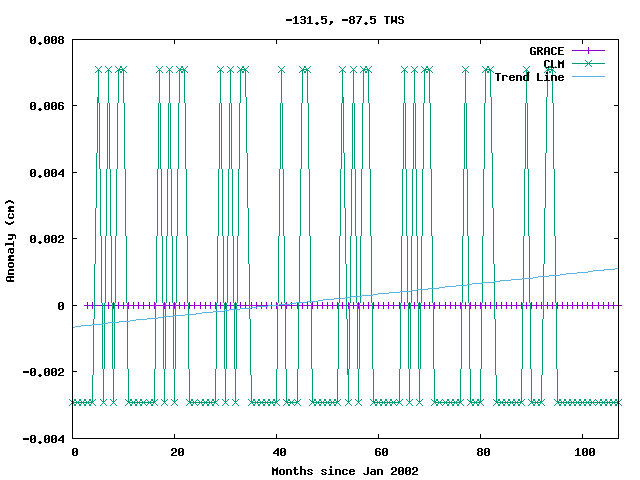 -131.5, -87.5 TWS
GRACE
CLM
Trend Line
0.008
0.006
0.004
0.002
0
-0.002
-0.004
Anomaly (cm)
0 20 40 60 80 100
Months since Jan 2002